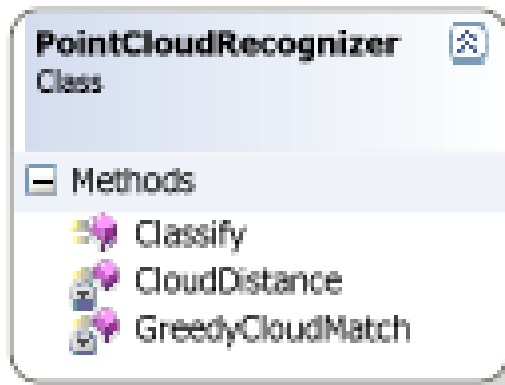 PointCloudRecognizer
Class
Methods
Classify
CloudDistance
GreedyCloudMatch